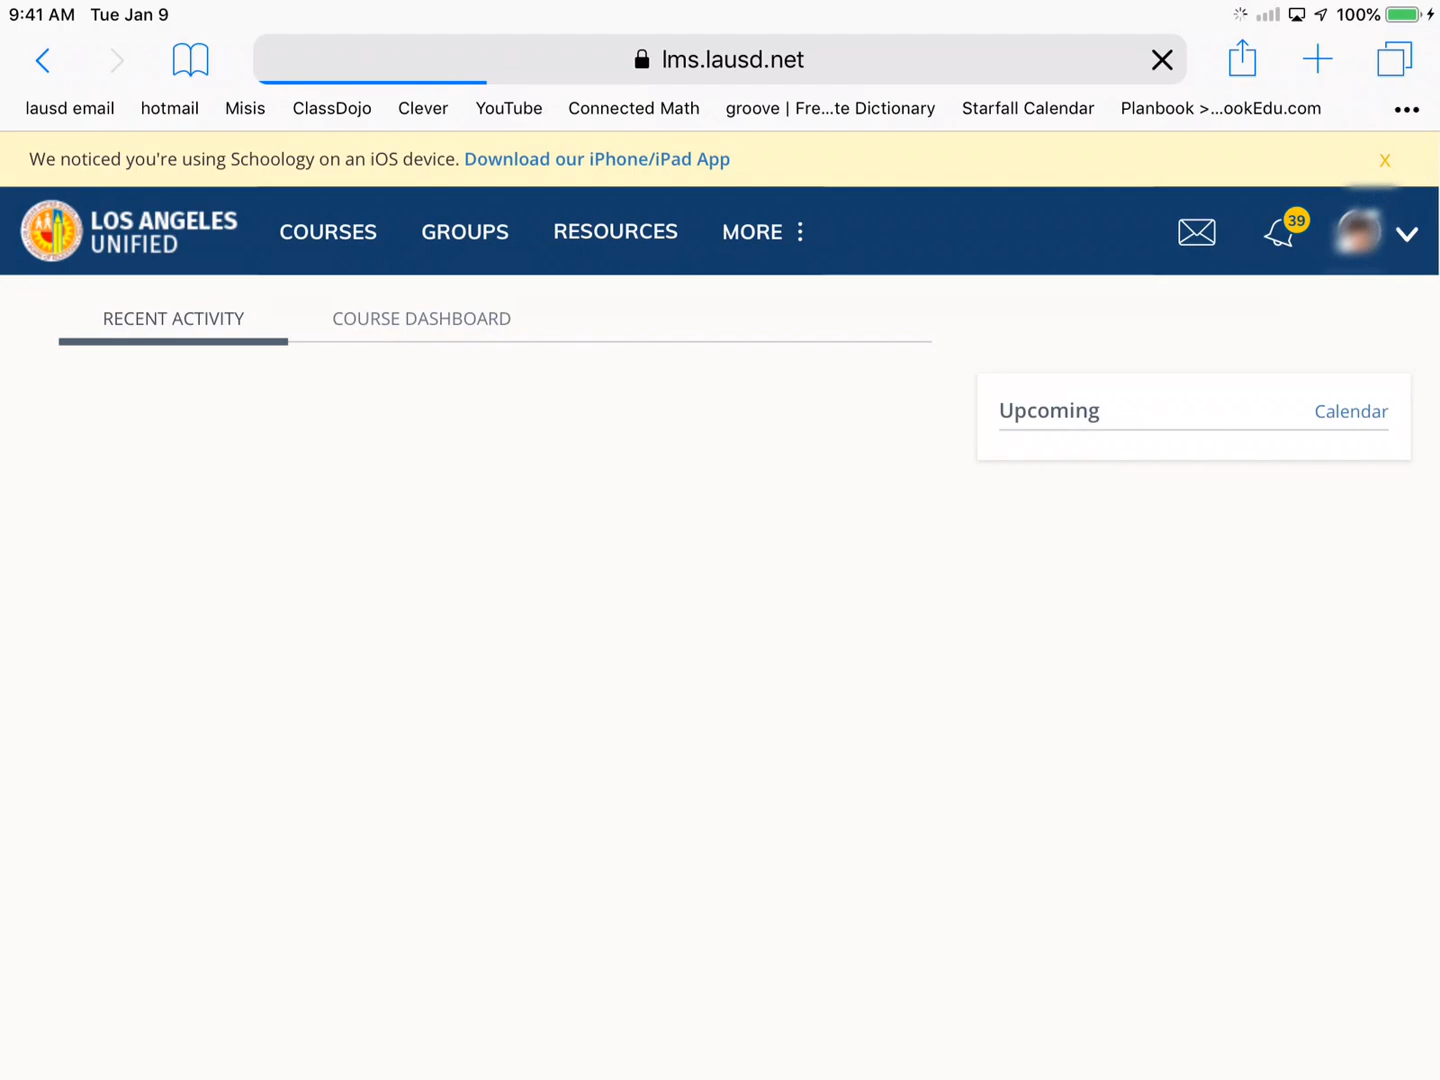 9:41 AM Tue Jan 9 100%
lms.lausd.net
lausd email hotmail Misis ClassDojo Clever YouTube Connected Math groove | Fre...te Dictionary Starfall Calendar Planbook >...ookEdu.com •••
We noticed you're using Schoology on an iOS device. Download our iPhone/iPad App X
LOS ANGELES
UNIFIED
COURSES GROUPS RESOURCES MORE 39
RECENT ACTIVITY COURSE DASHBOARD
Upcoming Calendar